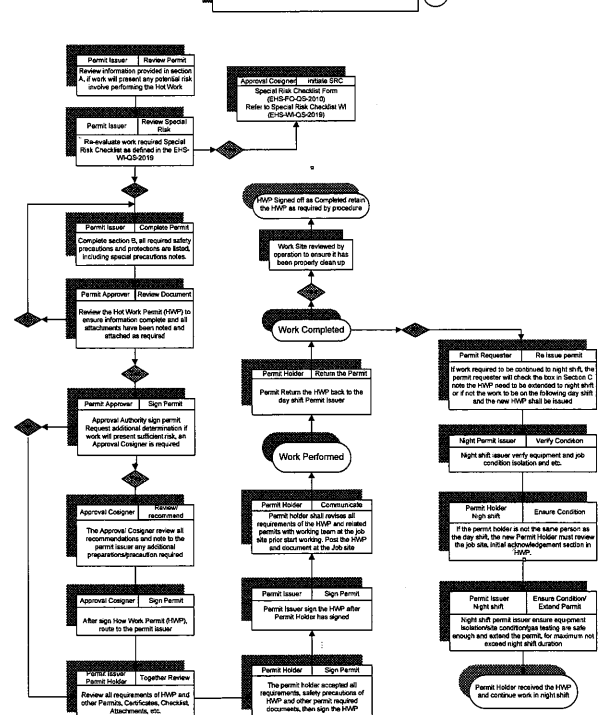 Permit Issuer Review Permit
Review information provided in section
A, if work will present any potential risk
involve performing the Hot Work
Approval Cosigner initiate SRC
Special Risk Checklist Form
(EHS-FO-QS-2010)
Refer to Special Risk Checklist WI
(EHS-WI-QS-2019)
Permit Issuer Review Special
Risk
Re-evaluate work required Special
Risk Checklist as defined in the EHS-
WI-QS-2019
Permit Issuer Complete Permit
Complete section B, all required safety
precautions and protections are listed,
including special precautions notes.
Permit Approver Review Document
Review the Hot Work Permit (HWP) to
ensure information complete and all
attachments have been noted and
attached as required
Permit Approver Sign Permit
Approval Authority sign permit
Request additional determination if
work will present sufficient risk, an
Approval Cosigner is required
Approval Cosigner Review/
recommend
The Approval Cosigner review all
recommendations and note to the
permit issuer any additional
preparations/precaution required
Approval Cosigner Sign Permit
After sign How Work Permit (HWP),
route to the permit issuer
Permit Issuer
Permit Holder Together Review
Review all requirements of HWP and
other Permits, Certificates, Checklist,
Attachments, etc.
HWP Signed off as Completed retain
the HWP as required by procedure
Work Site reviewed by
operation to ensure it has
been properly clean up
Work Completed
Permit Holder Return the Permit
Permit Return the HWP back to the
day shift Permit Issuer
Work Performed
Permit Holder Communicate
Permit holder shall revises all
requirements of the HWP and related
permits with working team at the job
site prior start working. Post the HWP
and document at the Job site
Permit Issuer Sign Permit
Permit Issuer sign the HWP after
Permit Holder has signed
Permit Holder Sign Permit
The permit holder accepted all
requirements, safety precautions of
HWP and other permit required
documents, then sign the HWP
Permit Requester Re Issue permit
If work required to be continued to night shift, the
permit requester will check the box in Section C
note the HWP need to be extended to night shift
or if not the work to be on the following day shift
and the new HWP shall be issued
Night Permit Issuer Verify Condition
Night shift issuer verify equipment and job
condition isolation and etc.
Permit Holder
Nigh shift Ensure Condition
If the permit holder is not the same person as
the day shift, the new Permit Holder must review
the job site, initial acknowledgement section in
HWP.
Permit Issuer
Night shift Ensure Condition/
Extend Permit
Night shift permit issuer ensure equipment
isolation/site condition/gas testing are safe
enough and extend the permit, for maximum not
exceed night shift duration
Permit Holder received the HWP
and continue work in night shift